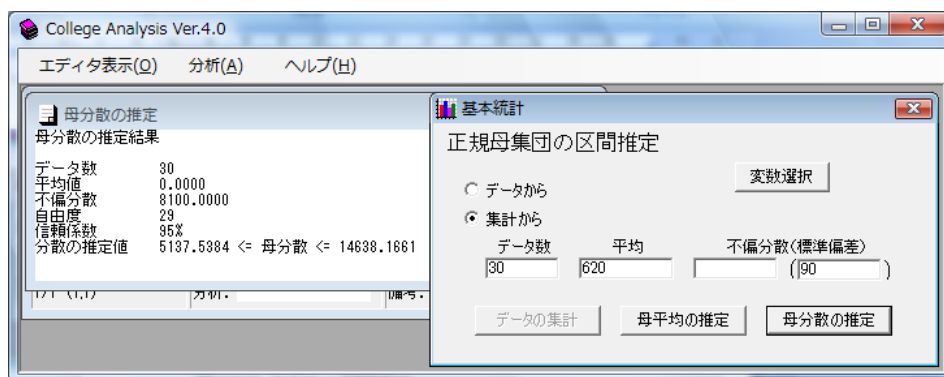 College Analysis Ver.4.0
エディタ表示(O) 分析(A) ヘルプ(H)
母分散の推定
母分散の推定結果
データ数 30
平均値 0.0000
不偏分散 8100.0000
自由度 29
信頼係数 95%
分散の推定値 5137.5384 <= 母分散 <= 14638.1661
1/1 (1,1) 分析: 備考:
基本統計
正規母集団の区間推定
データから
変数選択
集計から
データ数 平均 不偏分散(標準偏差)
30 620 (90 )
データの集計 母平均の推定 母分散の推定